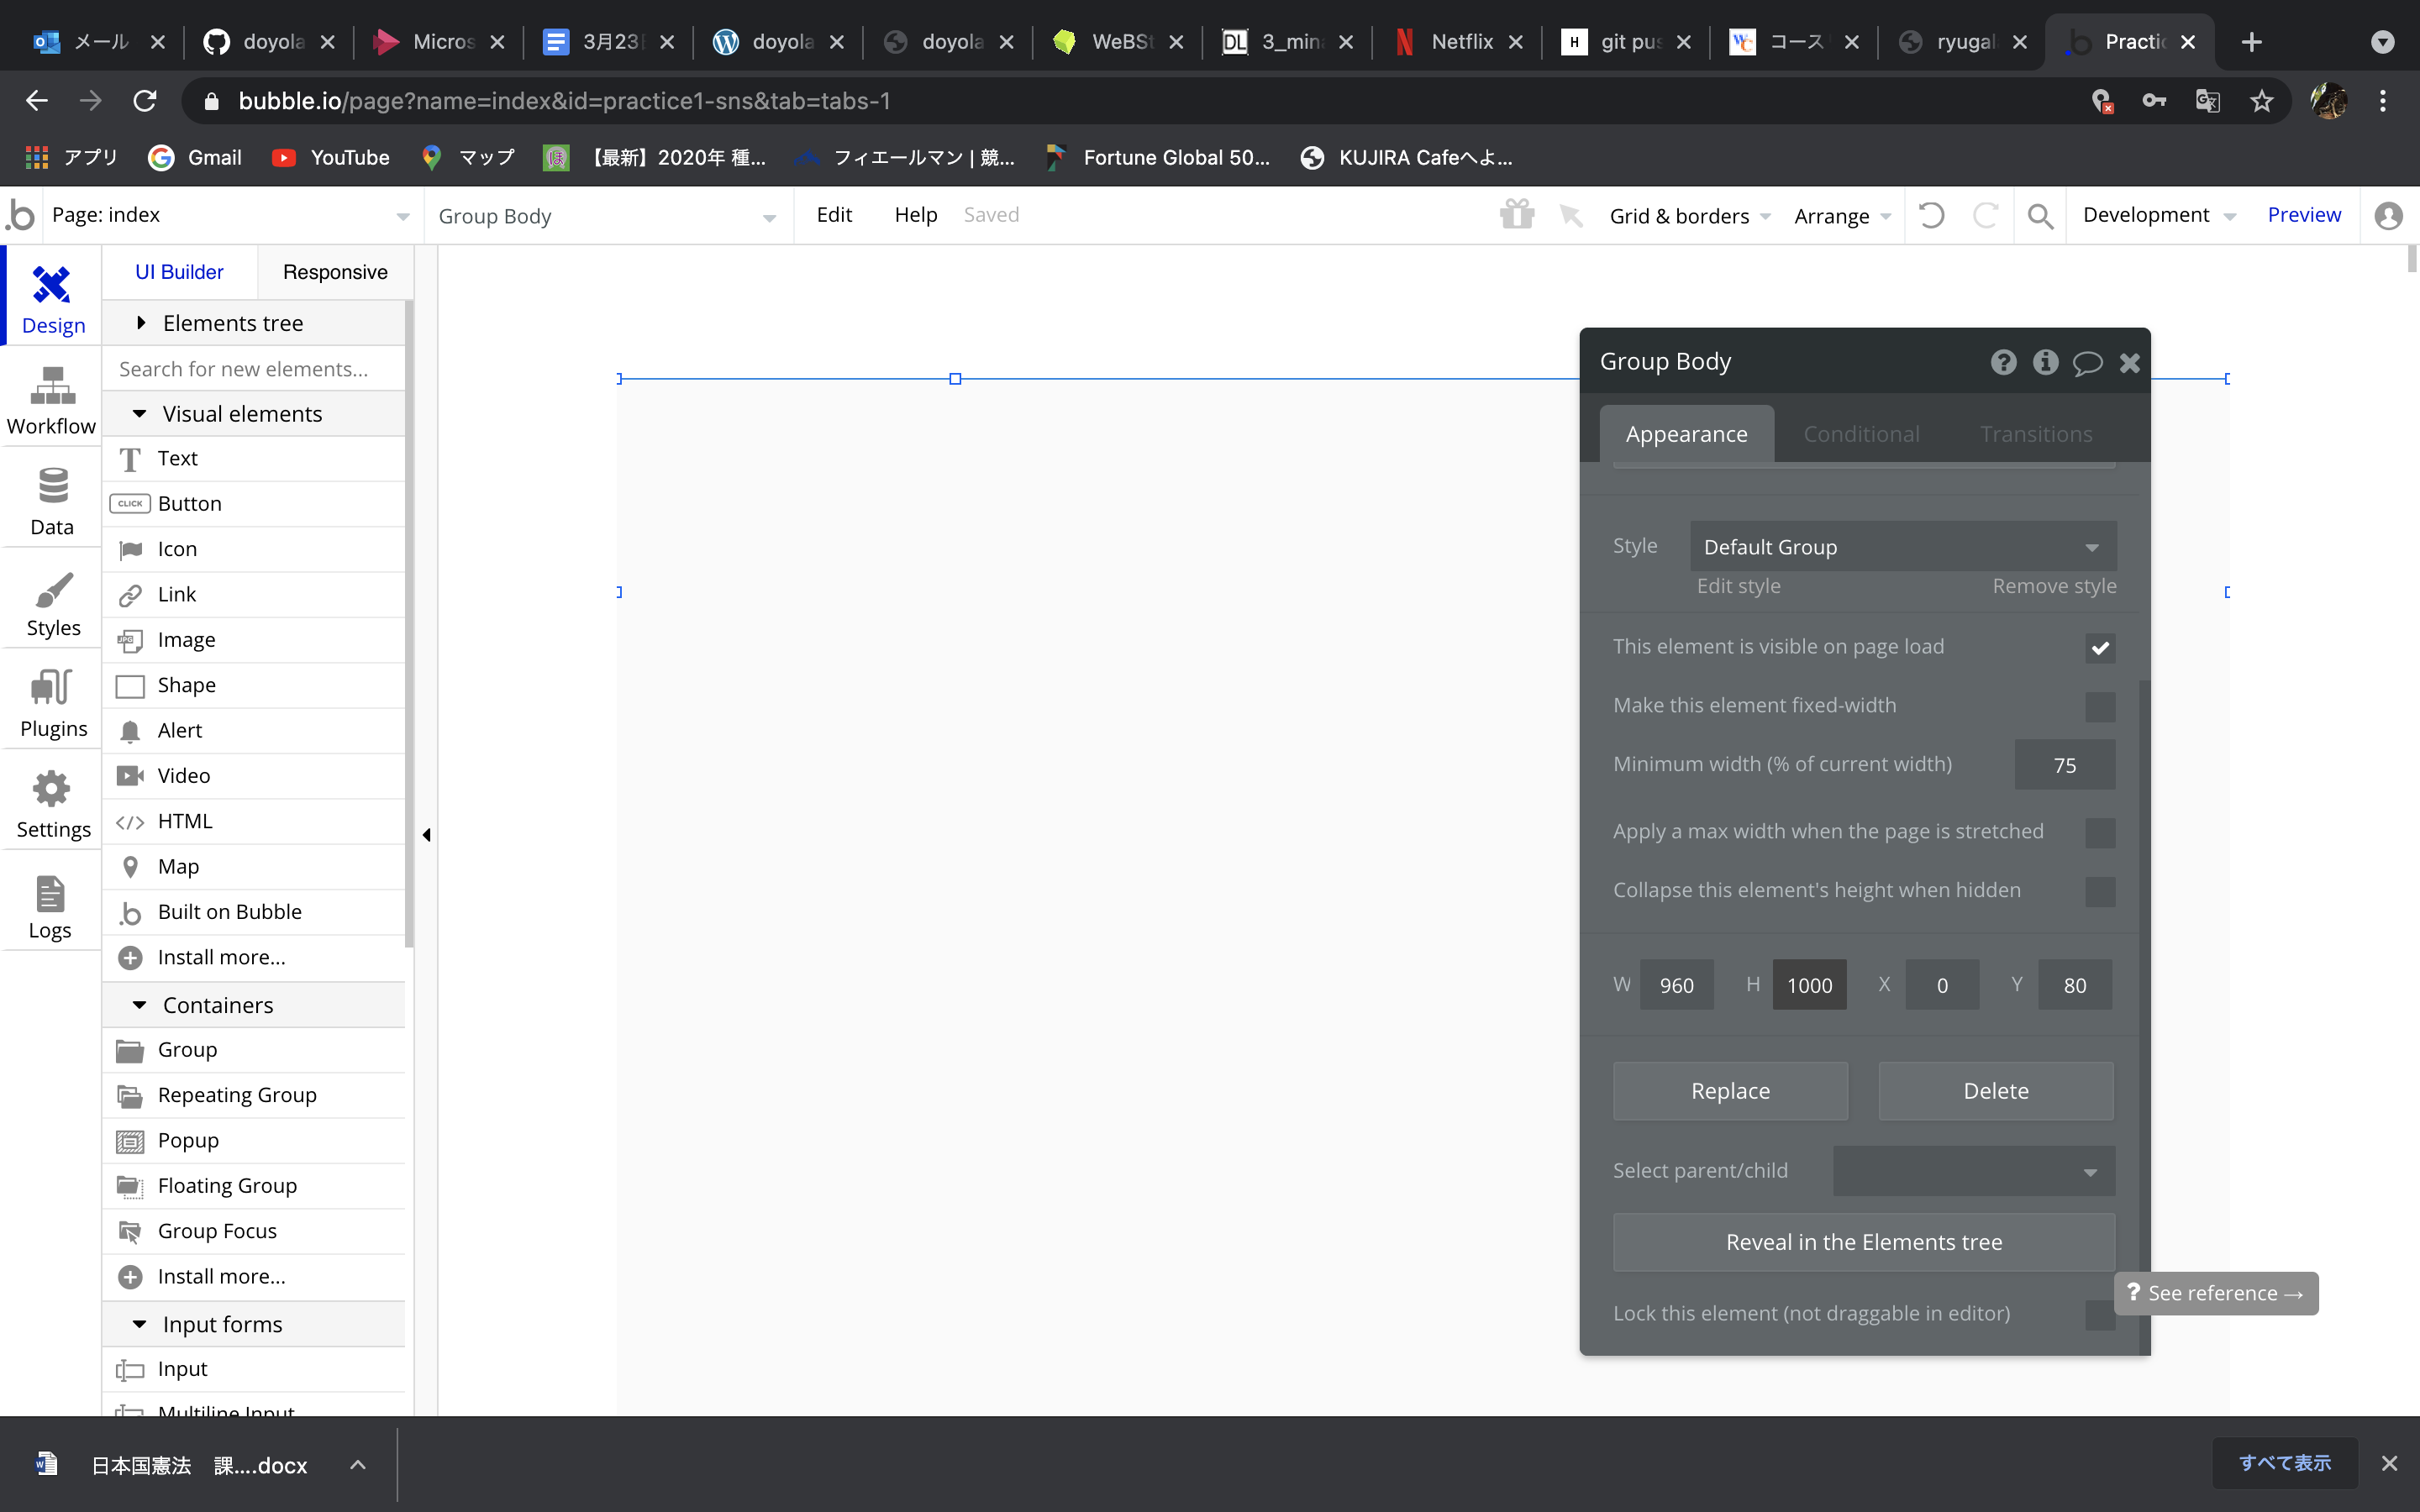 メール
doyola
Micros
3月23日
doyola
doyola
WeBSt
DL 3_min
Netflix
H git pus
コース
ryugal
Practic
bubble.io/page?name=index&id=practice1-sns&tab=tabs-1
アプリ
Gmail
YouTube
マップ
【最新】2020年 種...
フィエールマン | 競...
Fortune Global 50...
KUJIRA Cafeへよ...
Page: index
Group Body
Edit
Help
Saved
Grid & borders
Arrange
Development
Preview
Design
Workflow
Data
Styles
Plugins
Settings
Logs
UI Builder
Responsive
Elements tree
Search for new elements...
Visual elements
Text
CLICK Button
Icon
Link
Image
Shape
Alert
Video
HTML
Map
Built on Bubble
Install more...
Containers
Group
Repeating Group
Popup
Floating Group
Group Focus
Install more...
Input forms
Input
Multiline Input
Group Body
Appearance
Conditional
Transitions
Style
Default Group
Edit style
Remove style
This element is visible on page load
Make this element fixed-width
Minimum width (% of current width)
75
Apply a max width when the page is stretched
Collapse this element's height when hidden
W 960 H 1000 X 0 Y 80
Replace
Delete
Select parent/child
Reveal in the Elements tree
? See reference →
Lock this element (not draggable in editor)
日本国憲法 課....docx
すべて表示